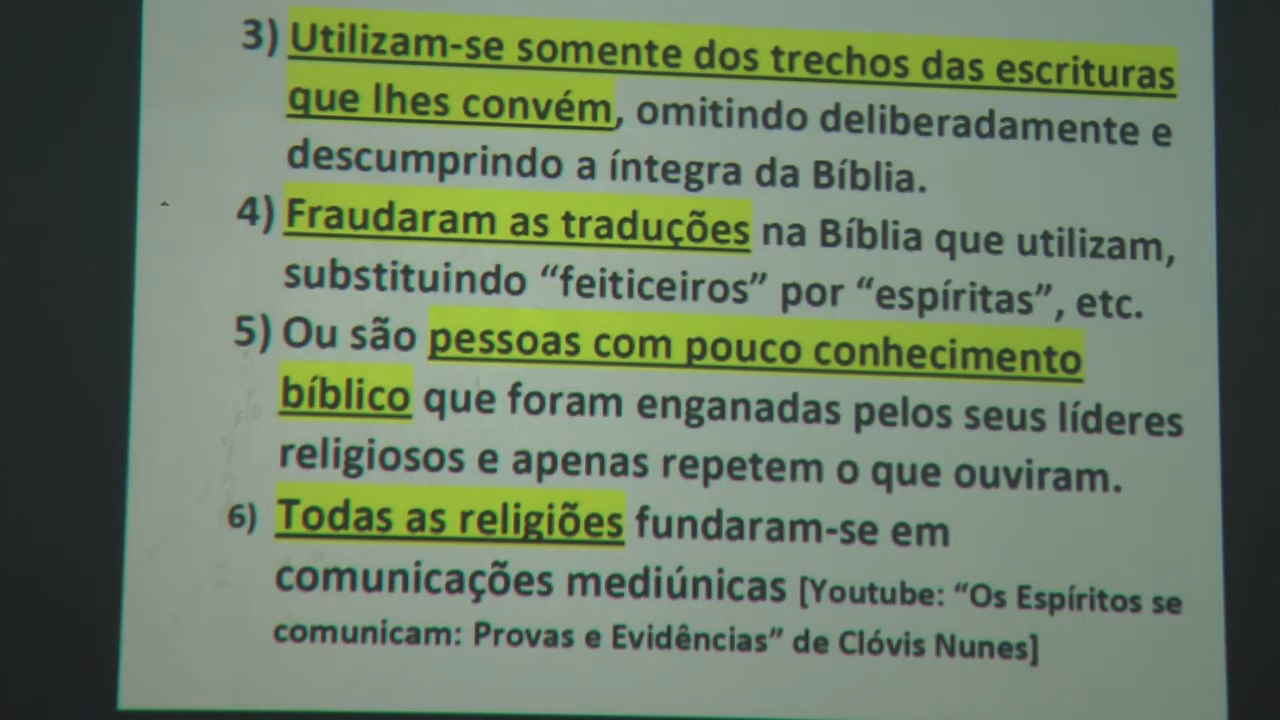 3) Utilizam-se somente dos trechos das escrituras
que lhes convém, omitindo deliberadamente e
descumprindo a íntegra da Bíblia.
4) Fraudaram as traduções na Bíblia que utilizam,
substituindo “feiticeiros” por “espíritas”, etc.
5) Ou são pessoas com pouco conhecimento
bíblico que foram enganadas pelos seus líderes
religiosos e apenas repetem o que ouviram.
6) Todas as religiões fundaram-se em
comunicações mediúnicas [Youtube: “Os Espíritos se
comunicam: Provas e Evidências” de Clóvis Nunes]